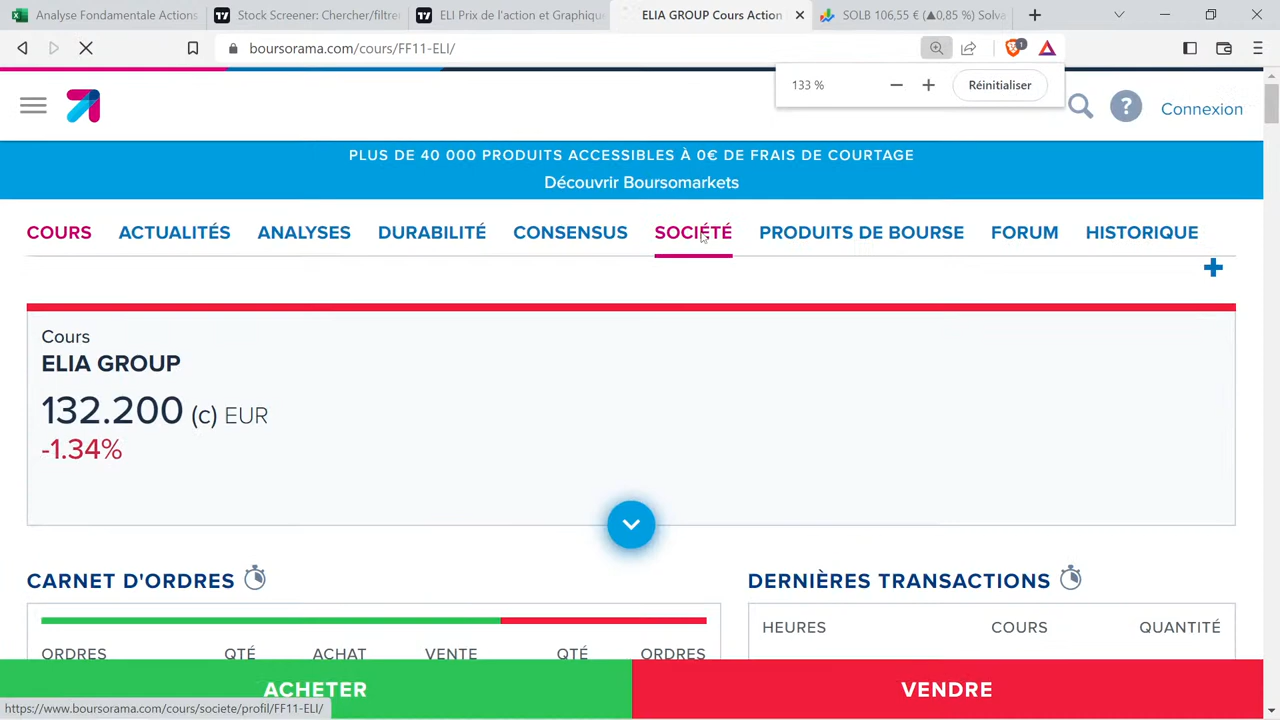 Analyse Fondamentale Actions
Stock Screener: Chercher/filtrer
ELI Prix de l'action et Graphique
ELIA GROUP Cours Action
SOLB 106,55 € (▲0,85 %) Solva
boursorama.com/cours/FF11-ELI/
1
133 %
Réinitialiser
Connexion
PLUS DE 40 000 PRODUITS ACCESSIBLES À 0€ DE FRAIS DE COURTAGE
Découvrir Boursomarkets
COURS ACTUALITÉS ANALYSES DURABILITÉ CONSENSUS SOCIÉTÉ PRODUITS DE BOURSE FORUM HISTORIQUE
Cours
ELIA GROUP
132.200 (c) EUR
-1.34%
CARNET D'ORDRES
DERNIÈRES TRANSACTIONS
HEURES COURS QUANTITÉ
ORDRES QTÉ ACHAT VENTE QTÉ ORDRES
ACHETER
VENDRE
https://www.boursorama.com/cours/societe/profil/FF11-ELI/